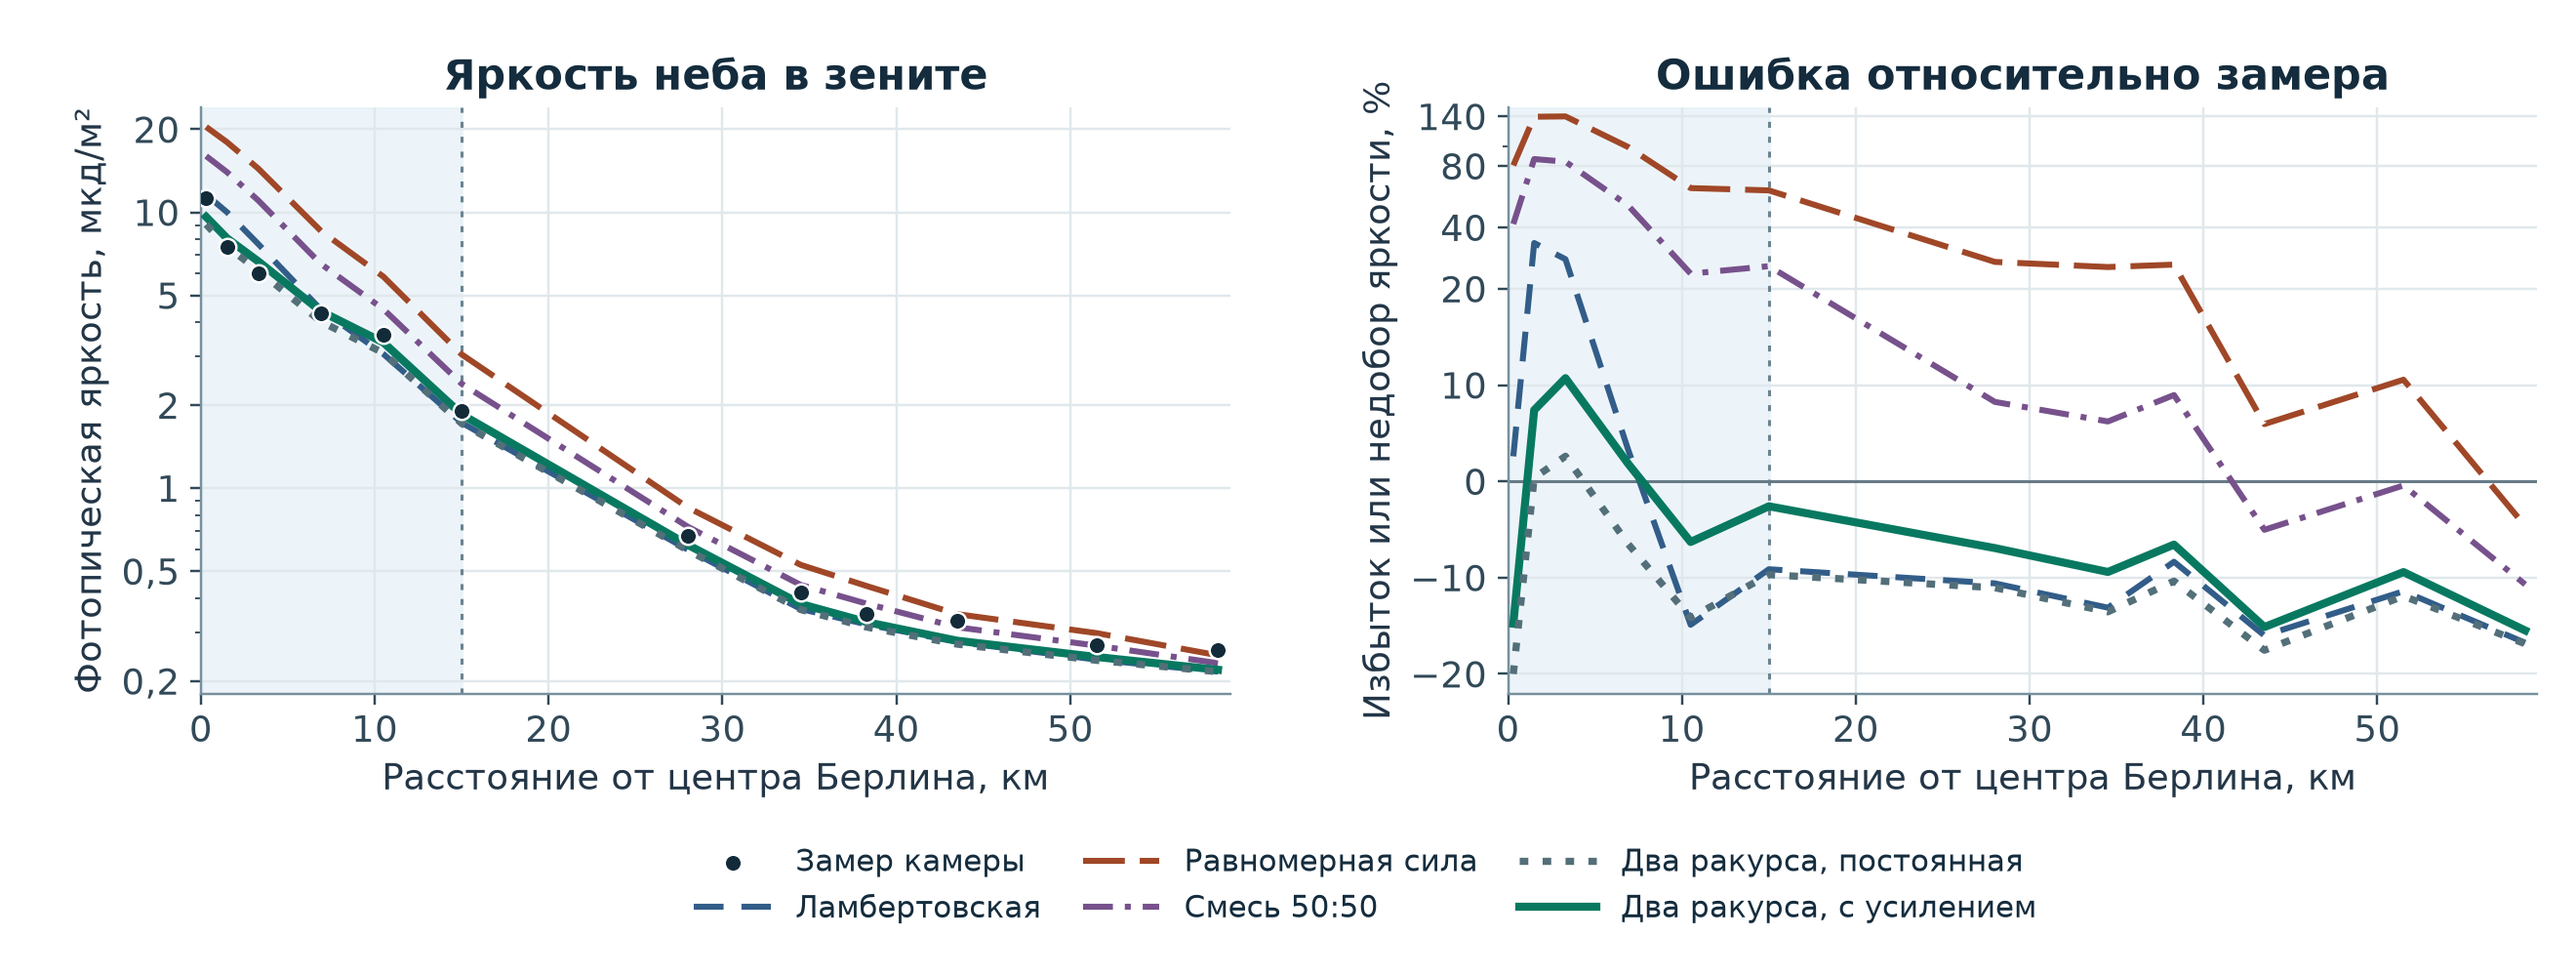 Яркость неба в зените
Фотопическая яркость, мкд/м²
20
10
5
2
1
0,5
0,2
0 10 20 30 40 50
Расстояние от центра Берлина, км
Ошибка относительно замера
Избыток или недобор яркости, %
140
80
40
20
10
0
−10
−20
0 10 20 30 40 50
Расстояние от центра Берлина, км
Замер камеры
Ламбертовская
Равномерная сила
Смесь 50:50
Два ракурса, постоянная
Два ракурса, с усилением